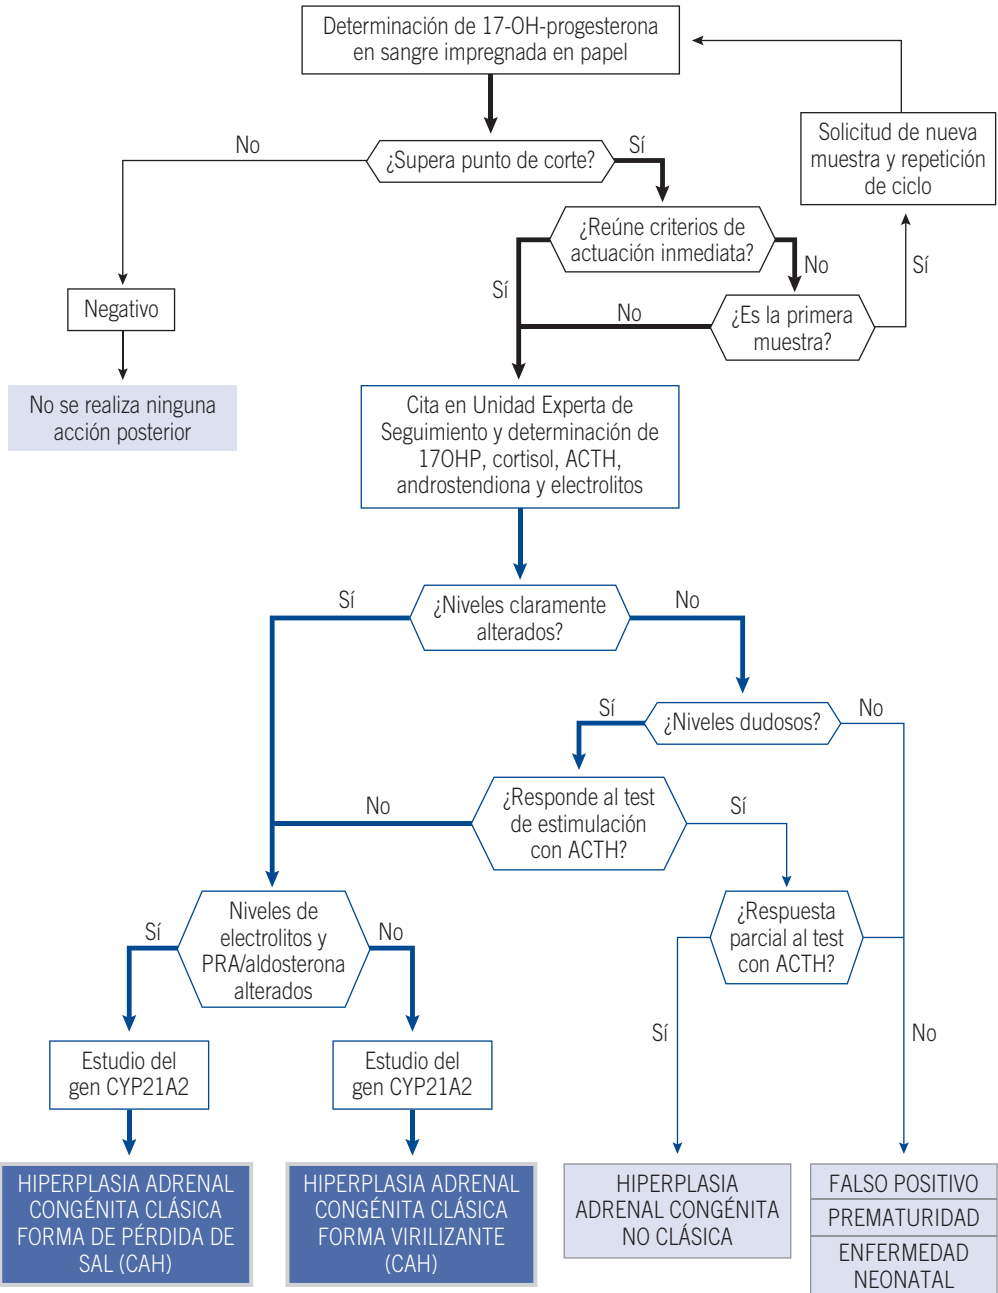 Determinación de 17-OH-progesterona
en sangre impregnada en papel
Solicitud de nueva
muestra y repetición
de ciclo
No
¿Supera punto de corte?
Sí
¿Reúne criterios de
actuación inmediata?
Sí
No
Sí
Negativo
No
¿Es la primera
muestra?
No se realiza ninguna
acción posterior
Cita en Unidad Experta de
Seguimiento y determinación de
17OHP, cortisol, ACTH,
androstendiona y electrolitos
Sí
¿Niveles claramente
alterados?
No
Sí
¿Niveles dudosos?
No
No
¿Responde al test
de estimulación
con ACTH?
Sí
Sí
Niveles de
electrolitos y
PRA/aldosterona
alterados
No
¿Respuesta
parcial al test
con ACTH?
Sí
No
Estudio del
gen CYP21A2
Estudio del
gen CYP21A2
HIPERPLASIA ADRENAL
CONGÉNITA CLÁSICA
FORMA DE PÉRDIDA DE
SAL (CAH)
HIPERPLASIA ADRENAL
CONGÉNITA CLÁSICA
FORMA VIRILIZANTE
(CAH)
HIPERPLASIA
ADRENAL CONGÉNITA
NO CLÁSICA
FALSO POSITIVO
PREMATURIDAD
ENFERMEDAD
NEONATAL